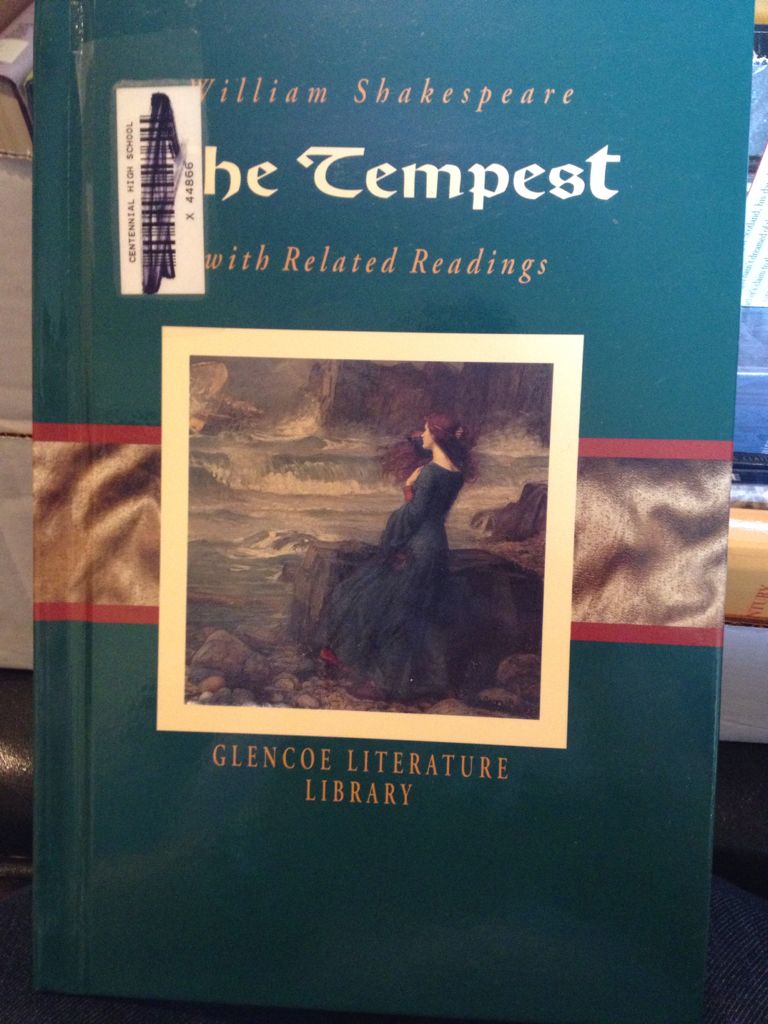 William Shakespeare
he Tempest
with Related Readings
CENTENNIAL HIGH SCHOOL
X 44866
GLENCOE LITERATURE
LIBRARY